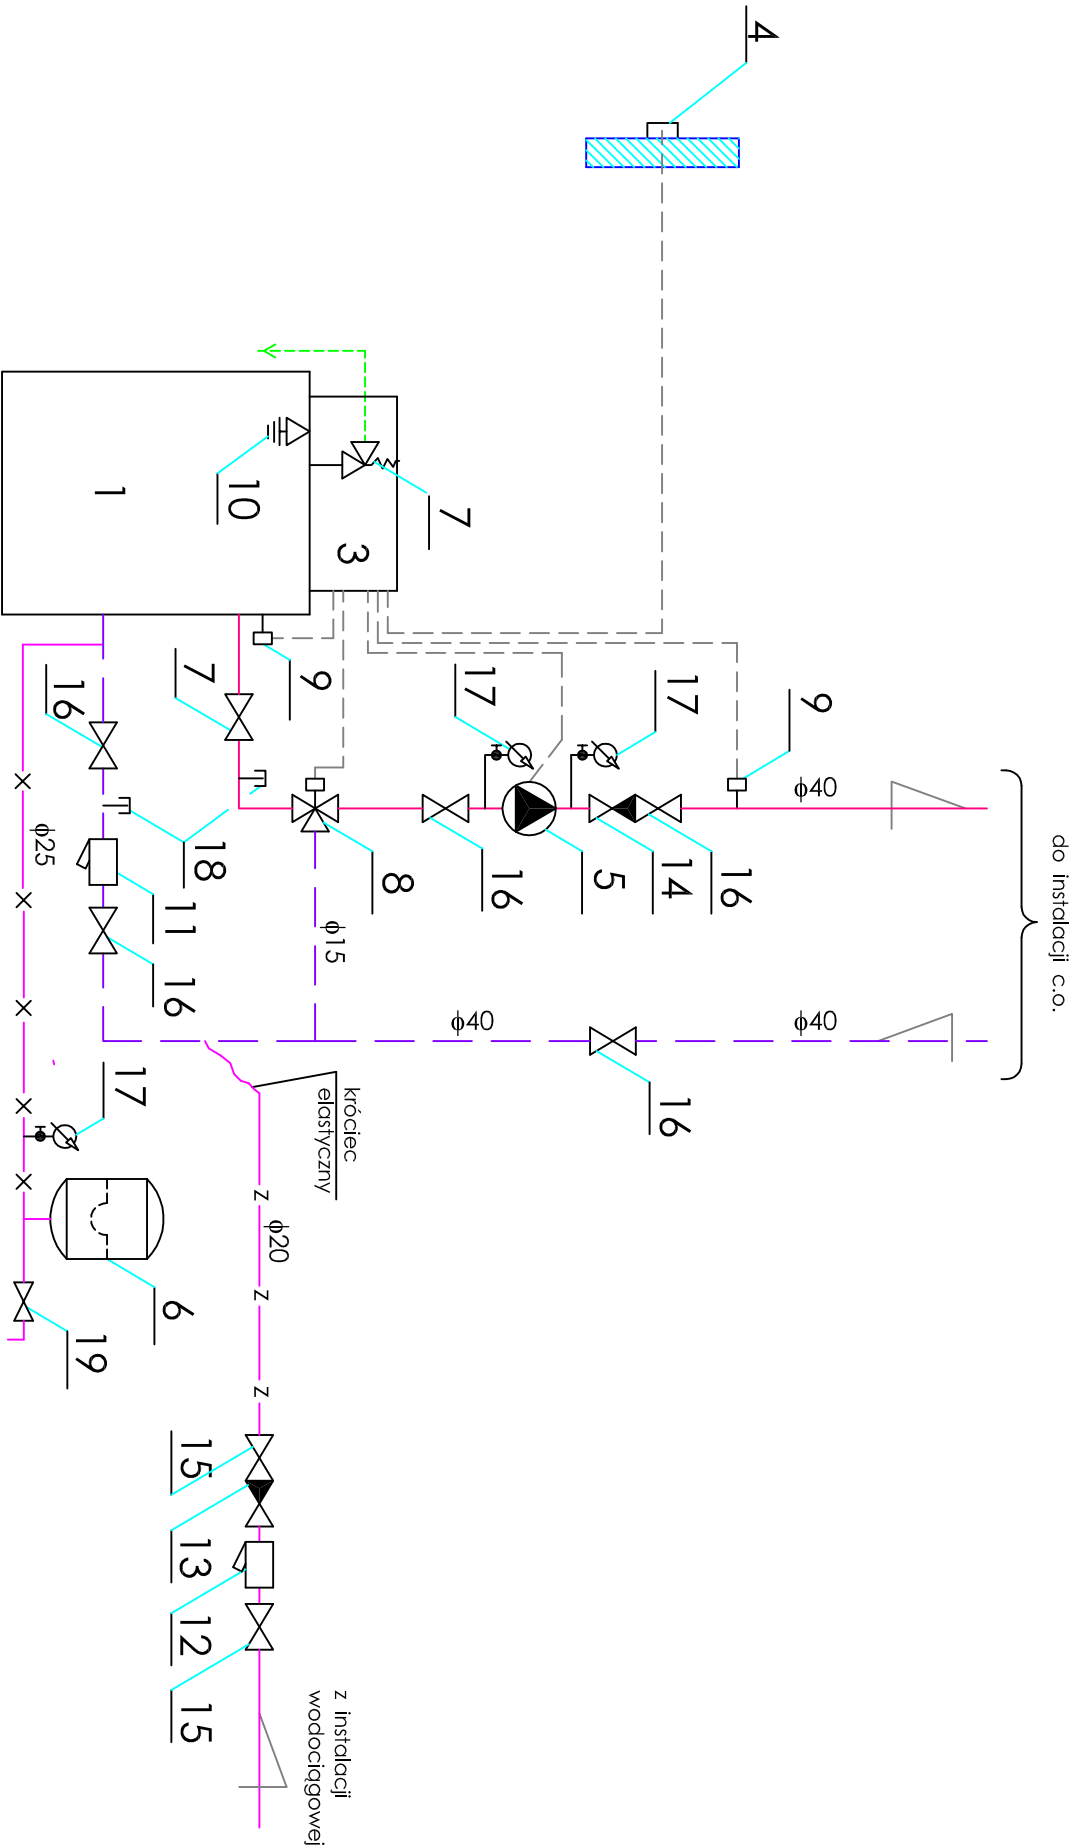 4
do instalacji c.o.
ϕ40
ϕ40
ϕ40
9
17
17
16
14
5
16
8
16
ϕ15
7
3
10
1
9
7
18
11
16
16
ϕ25
króciec
elastyczny
17
6
19
ϕ20
z
z
z
15
13
12
15
z instalacji
wodociągowej